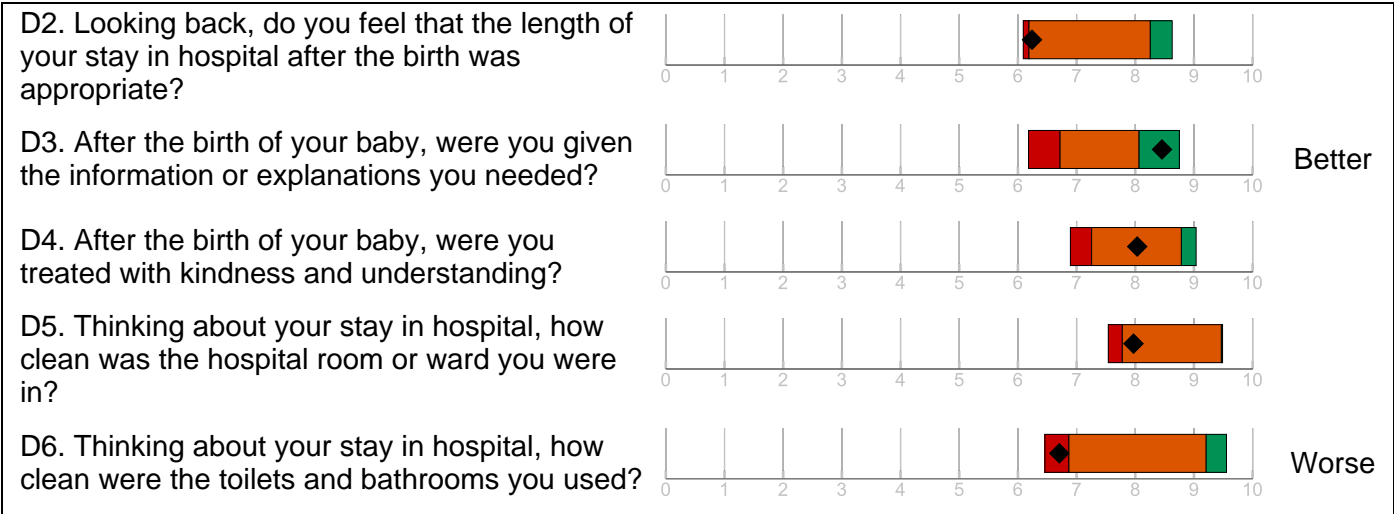 D2. Looking back, do you feel that the length of
your stay in hospital after the birth was
appropriate?
0 1 2 3 4 5 6 7 8 9 10
D3. After the birth of your baby, were you given
the information or explanations you needed?
0 1 2 3 4 5 6 7 8 9 10
Better
D4. After the birth of your baby, were you
treated with kindness and understanding?
0 1 2 3 4 5 6 7 8 9 10
D5. Thinking about your stay in hospital, how
clean was the hospital room or ward you were
in?
0 1 2 3 4 5 6 7 8 9 10
D6. Thinking about your stay in hospital, how
clean were the toilets and bathrooms you used?
0 1 2 3 4 5 6 7 8 9 10
Worse